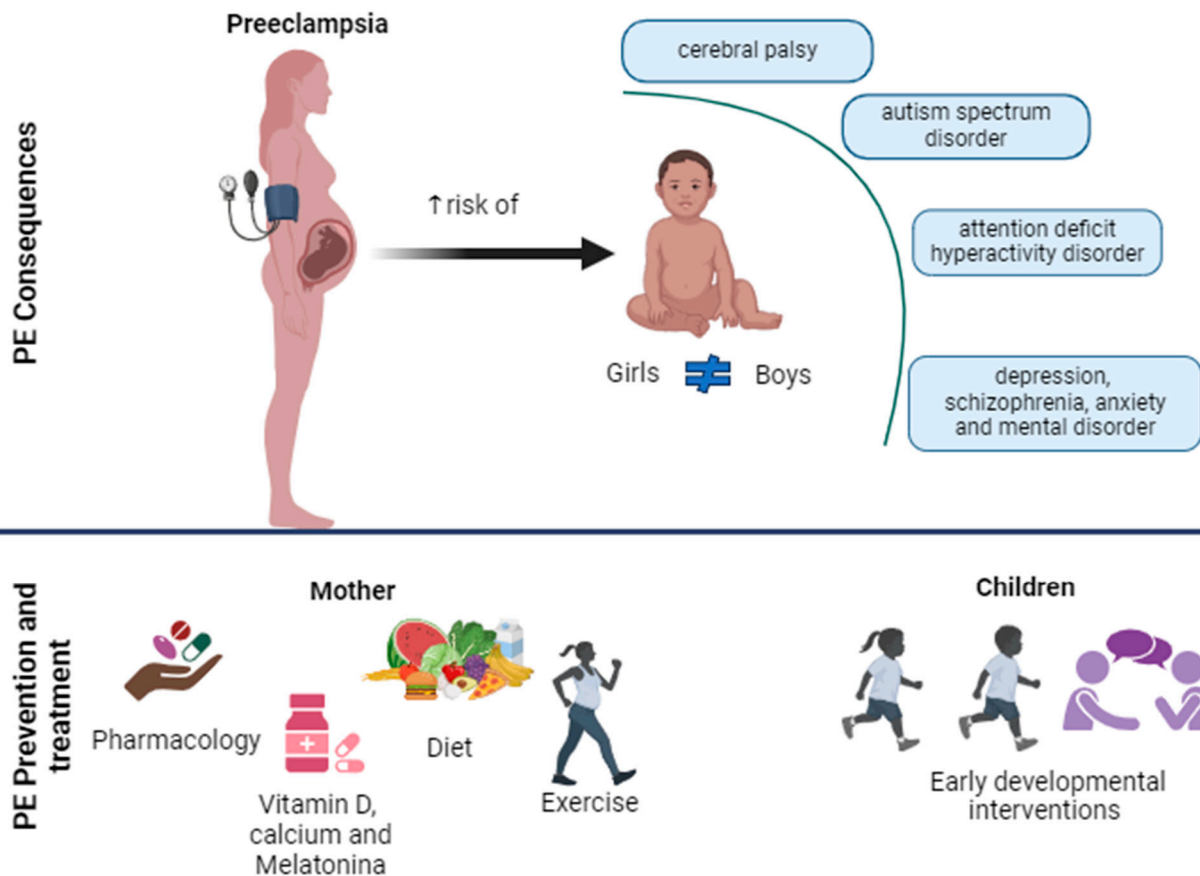 Preeclampsia
PE Consequences
↑risk of
Girls ≠ Boys
cerebral palsy
autism spectrum
disorder
attention deficit
hyperactivity disorder
depression,
schizophrenia, anxiety
and mental disorder
PE Prevention and
treatment
Mother
Pharmacology
Vitamin D,
calcium and
Melatonina
Diet
Exercise
Children
Early developmental
interventions